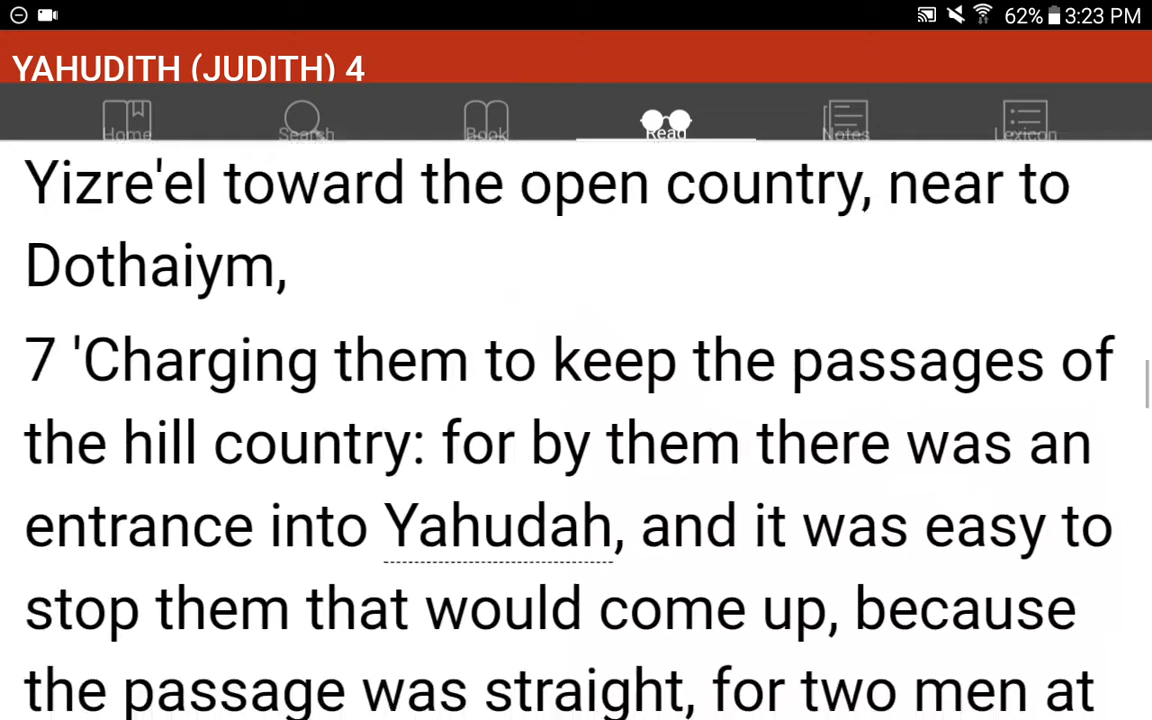 62% 3:23 PM
YAHUDITH (JUDITH) 4
Home Search Book Read Notes Lexicon
Yizre'el toward the open country, near to
Dothaiym,
7 'Charging them to keep the passages of
the hill country: for by them there was an
entrance into Yahudah, and it was easy to
stop them that would come up, because
the passage was straight, for two men at